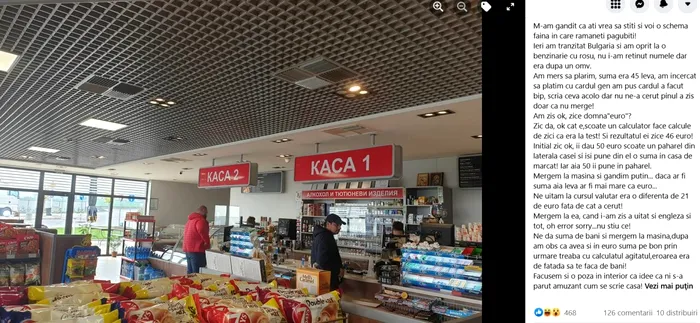 КАСА 2
КАСА 1
АЛКОХОЛ И ТЮТЮНЕВИ ИЗДЕЛИЯ
M-am gandit ca ati vrea sa stiti si voi o schema
faina in care ramaneti pagubiti!
Ieri am tranzitat Bulgaria si am oprit la o
benzinarie cu rosu, nu i-am retinut numele dar
era dupa un omv.
Am mers sa plarim, suma era 45 leva, am incercat
sa platim cu cardul gen am pus cardul a facut
bip, scria ceva acolo dar nu ne-a cerut pinul a zis
doar ca nu merge!
Am zis ok, zice domna"euro"?
Zic da, ok cat e,scoate un calculator face calcule
de zici ca era la test! Si rezultatul ei zice 46 euro!
Initial zic ok, ii dau 50 euro scoate un paharel din
laterala casei si isi pune din el o suma in casa de
marcat! Iar aia 50 ii pune in paharel.
Mergem la masina si gandim putin... daca ar fi
suma aia leva ar fi mai mare ca euro...
Ne uitam la cursul valutar era o diferenta de 21
de euro fata de cat a cerut!
Mergem la ea, cand i-am zis a uitat si engleza si
tot, oh error sorry...nu stiu ce!
Ne da suma de bani si mergem la masina,dupa
am obs ca avea si in euro suma pe bon prin
urmare treaba cu calculatul agitatul,eroarea era
de fatada sa te faca de bani!
Facusem si o poza in interior ca idee ca ni s-a
parut amuzant cum se scrie casa! Vezi mai puțin
468
126 comentarii 10 distribuiri